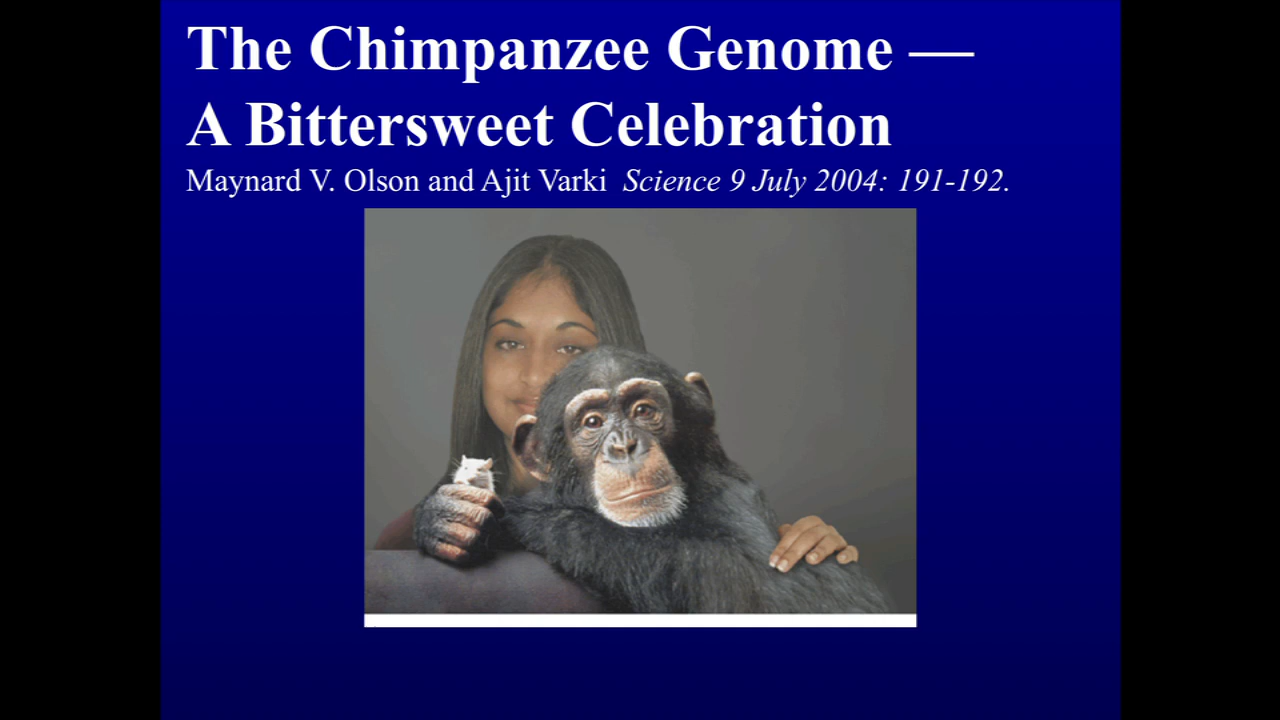 The Chimpanzee Genome —
A Bittersweet Celebration
Maynard V. Olson and Ajit Varki Science 9 July 2004: 191-192.